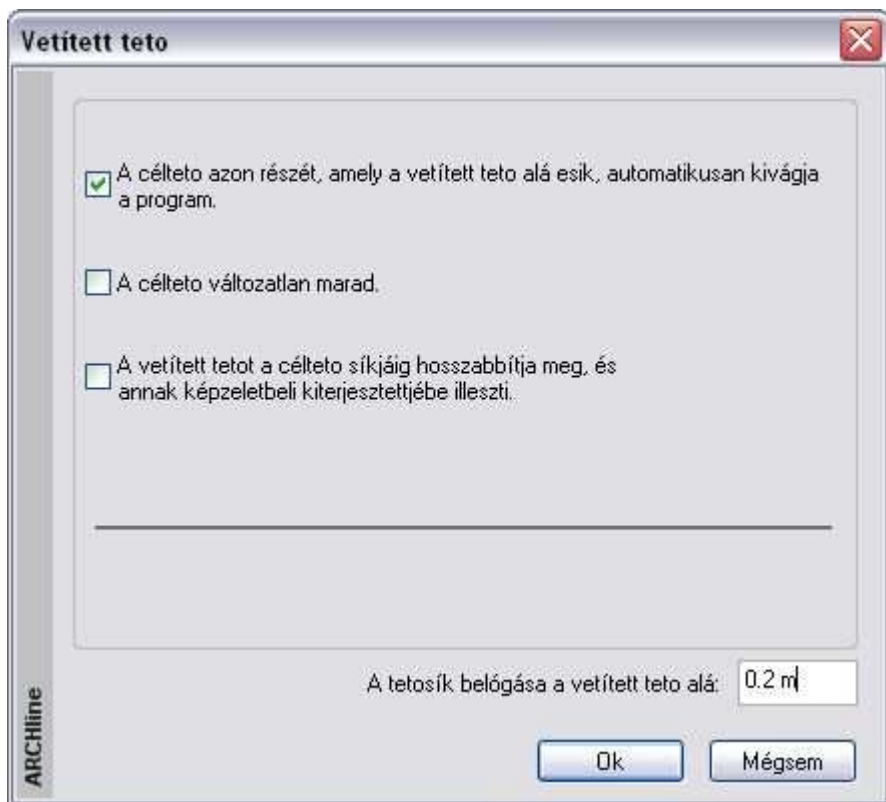 Vetített teto
A célteto azon részét, amely a vetített teto alá esik, automatikusan kivágja
a program.
A célteto változatlan marad.
A vetített tetot a célteto síkjáig hosszabbítja meg, és
annak képzeletbeli kiterjesztettjébe illeszti.
A tetosík belógása a vetített teto alá: 0.2 m
Ok Mégsem
ARCHline